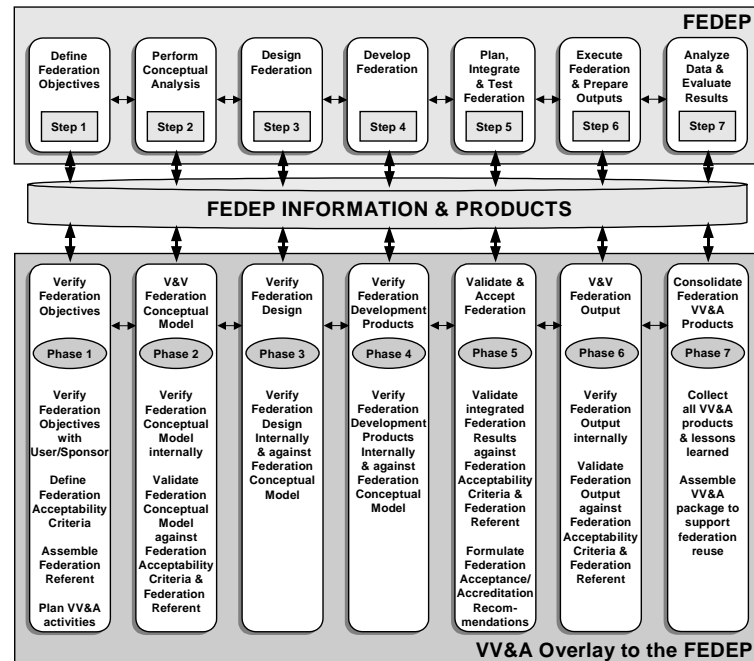 FEDEP
Define
Federation
Objectives
Step 1
Perform
Conceptual
Analysis
Step 2
Design
Federation
Step 3
Develop
Federation
Step 4
Plan,
Integrate
& Test
Federation
Step 5
Execute
Federation
& Prepare
Outputs
Step 6
Analyze
Data &
Evaluate
Results
Step 7
FEDEP INFORMATION & PRODUCTS
Verify
Federation
Objectives
Phase 1
Verify
Federation
Objectives
with
User/Sponsor
Define
Federation
Acceptability
Criteria
Assemble
Federation
Referent
Plan VV&A
activities
V&V
Federation
Conceptual
Model
Phase 2
Verify
Federation
Conceptual
Model
internally
Validate
Federation
Conceptual
Model
against
Federation
Acceptability
Criteria &
Federation
Referent
Verify
Federation
Design
Phase 3
Verify
Federation
Design
Internally
& against
Federation
Conceptual
Model
Verify
Federation
Development
Products
Phase 4
Verify
Federation
Development
Products
Internally
& against
Federation
Conceptual
Model
Validate &
Accept
Federation
Phase 5
Validate
integrated
Federation
Results
against
Federation
Acceptability
Criteria &
Federation
Referent
Formulate
Federation
Acceptance/
Accreditation
Recom-
mendations
V&V
Federation
Output
Phase 6
Verify
Federation
Output
internally
Validate
Federation
Output
against
Federation
Acceptability
Criteria &
Federation
Referent
Consolidate
Federation
VV&A
Products
Phase 7
Collect
all VV&A
products
& lessons
learned
Assemble
VV&A
package to
support
federation
reuse
VV&A Overlay to the FEDEP